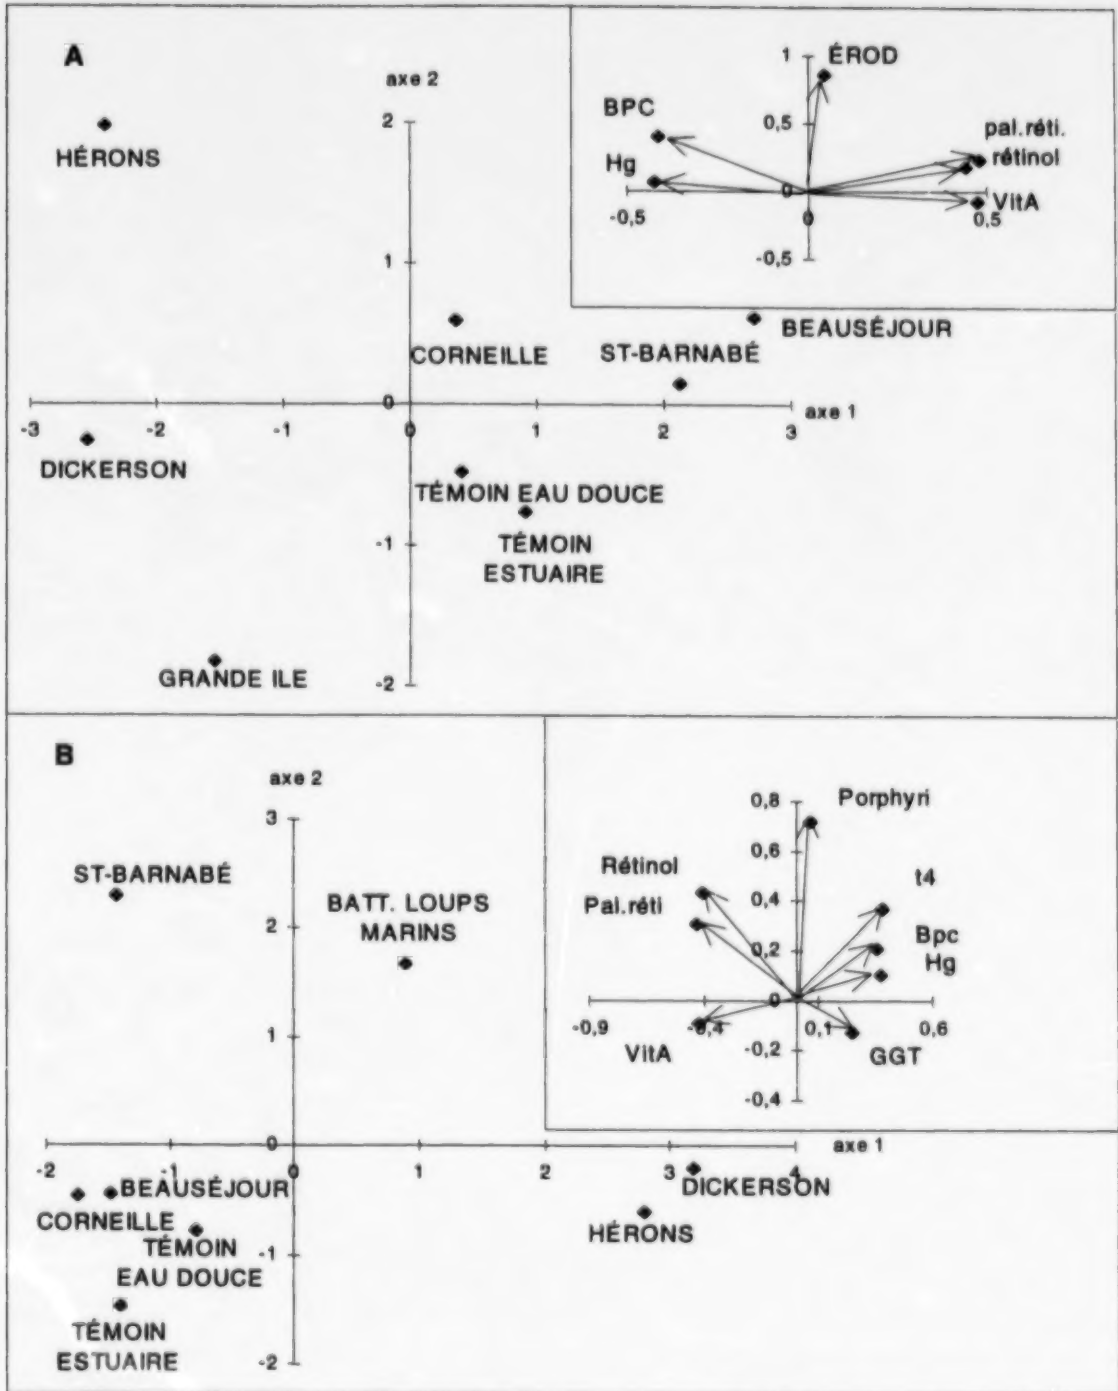 A
axe 2
2
HÉRONS
1
CORNEILLE
ST-BARNABÉ
BEAUSÉJOUR
0
axe 1
-3
-2
-1
0
1
2
3
DICKERSON
TÉMOIN EAU DOUCE
-1
TÉMOIN
ESTUAIRE
GRANDE ILE
-2
1
ÉROD
BPC
0,5
pal.réti.
rétinol
Hg
0
VitA
-0,5
0
0,5
-0,5
B
axe 2
3
ST-BARNABÉ
BATT. LOUPS
MARINS
2
1
0
axe 1
-2
-1
0
1
2
3
4
BEAUSÉJOUR
DICKERSON
CORNEILLE
HÉRONS
TÉMOIN
EAU DOUCE
-1
TÉMOIN
ESTUAIRE
-2
0,8
Porphyri
0,6
Rétinol
t4
Pal.réti
0,4
Bpc
0,2
Hg
0
-0,9
-0,4
0,1
0,6
VitA
-0,2
GGT
-0,4